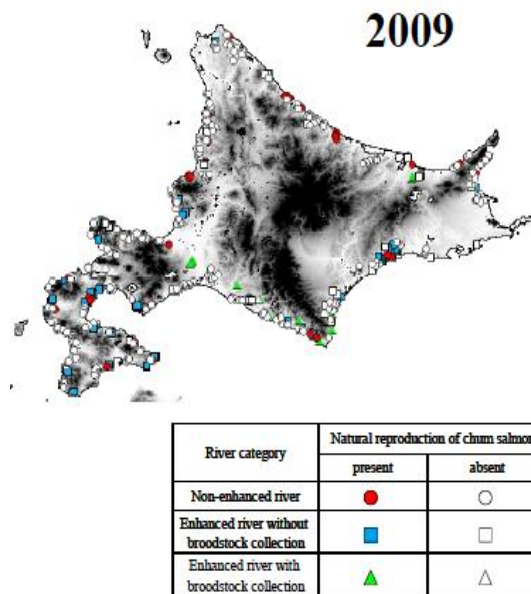 2009
River category
Natural reproduction of chum salmon
present
absent
Non-enhanced river
Enhanced river without
broodstock collection
Enhanced river with
broodstock collection